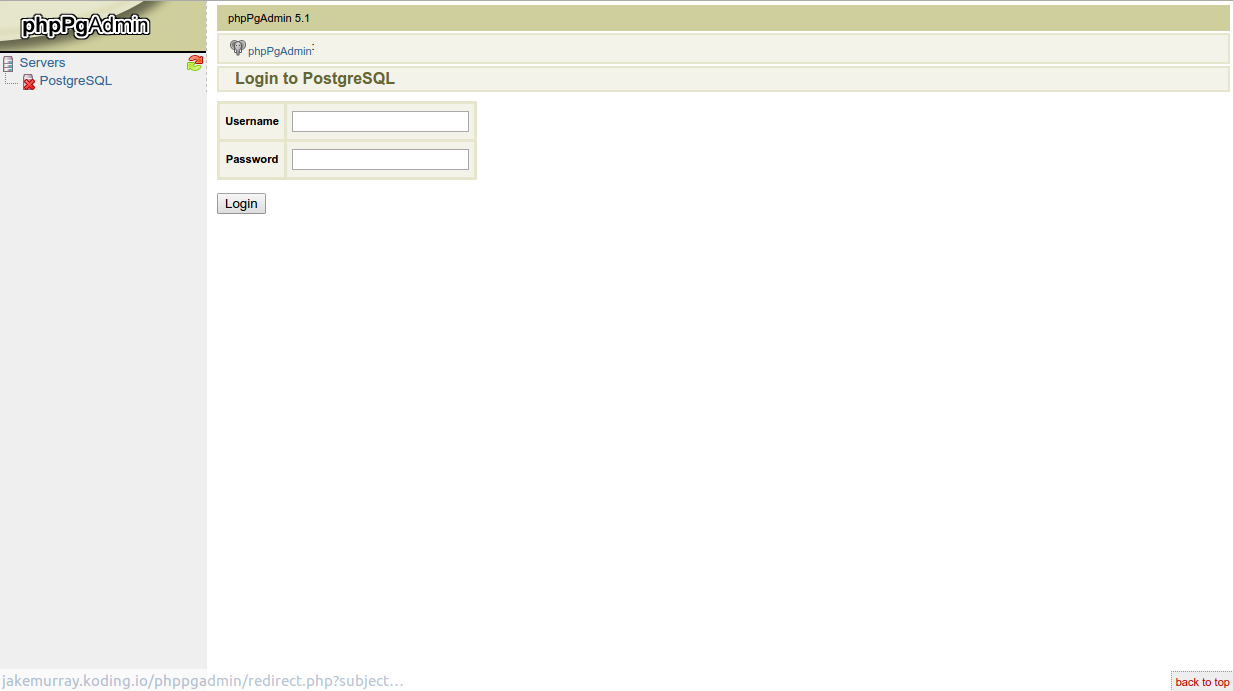 phpPgAdmin
Servers
PostgreSQL
phpPgAdmin 5.1
phpPgAdmin:
Login to PostgreSQL
Username
Password
Login
jakemurray.koding.io/phppgadmin/redirect.php?subject...
back to top